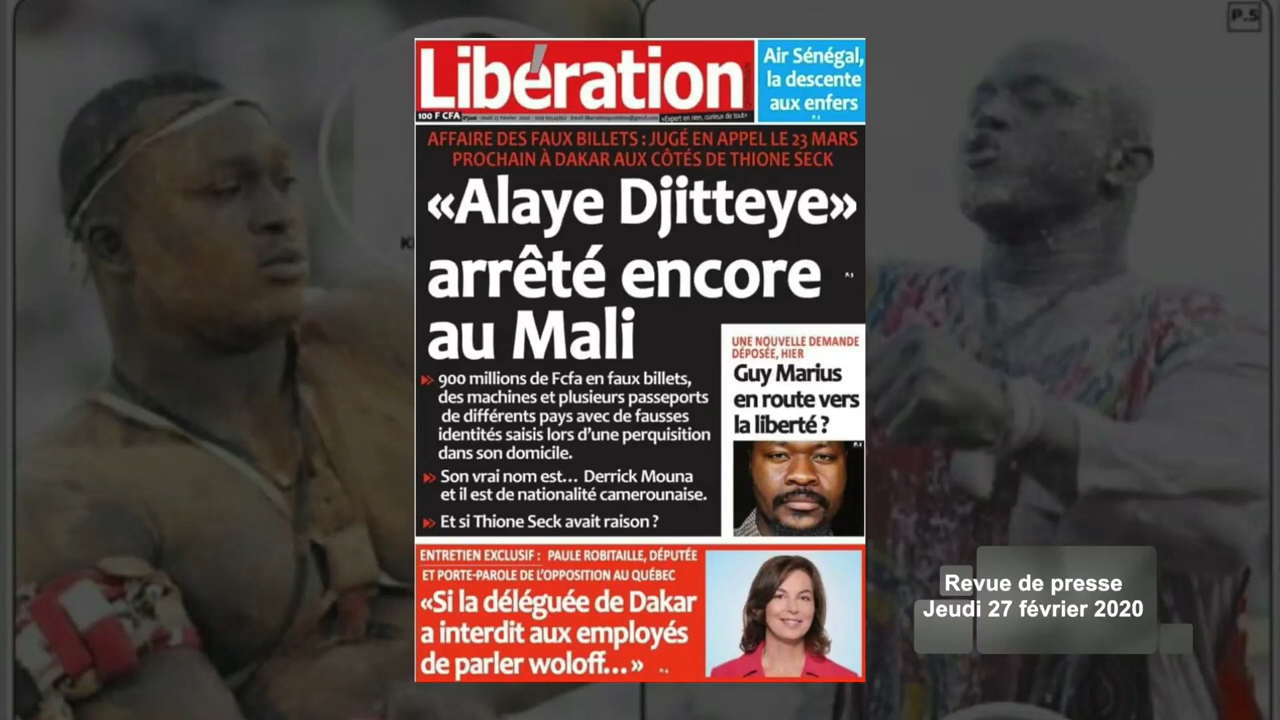 P.5
Libération
100 F CFA
«Expert en rien, curieux de tout»
Air Sénégal,
la descente
aux enfers
AFFAIRE DES FAUX BILLETS : JUGÉ EN APPEL LE 23 MARS
PROCHAIN À DAKAR AUX CÔTÉS DE THIONE SECK
«Alaye Djitteye»
arrêté encore
au Mali
900 millions de Fcfa en faux billets,
des machines et plusieurs passeports
de différents pays avec de fausses
identités saisis lors d'une perquisition
dans son domicile.
Son vrai nom est... Derrick Mouna
et il est de nationalité camerounaise.
Et si Thione Seck avait raison ?
UNE NOUVELLE DEMANDE
DÉPOSÉE, HIER
Guy Marius
en route vers
la liberté ?
ENTRETIEN EXCLUSIF : PAULE ROBITAILLE, DÉPUTÉE
ET PORTE-PAROLE DE L'OPPOSITION AU QUÉBEC
«Si la déléguée de Dakar
a interdit aux employés
de parler woloff...»
Revue de presse
Jeudi 27 février 2020